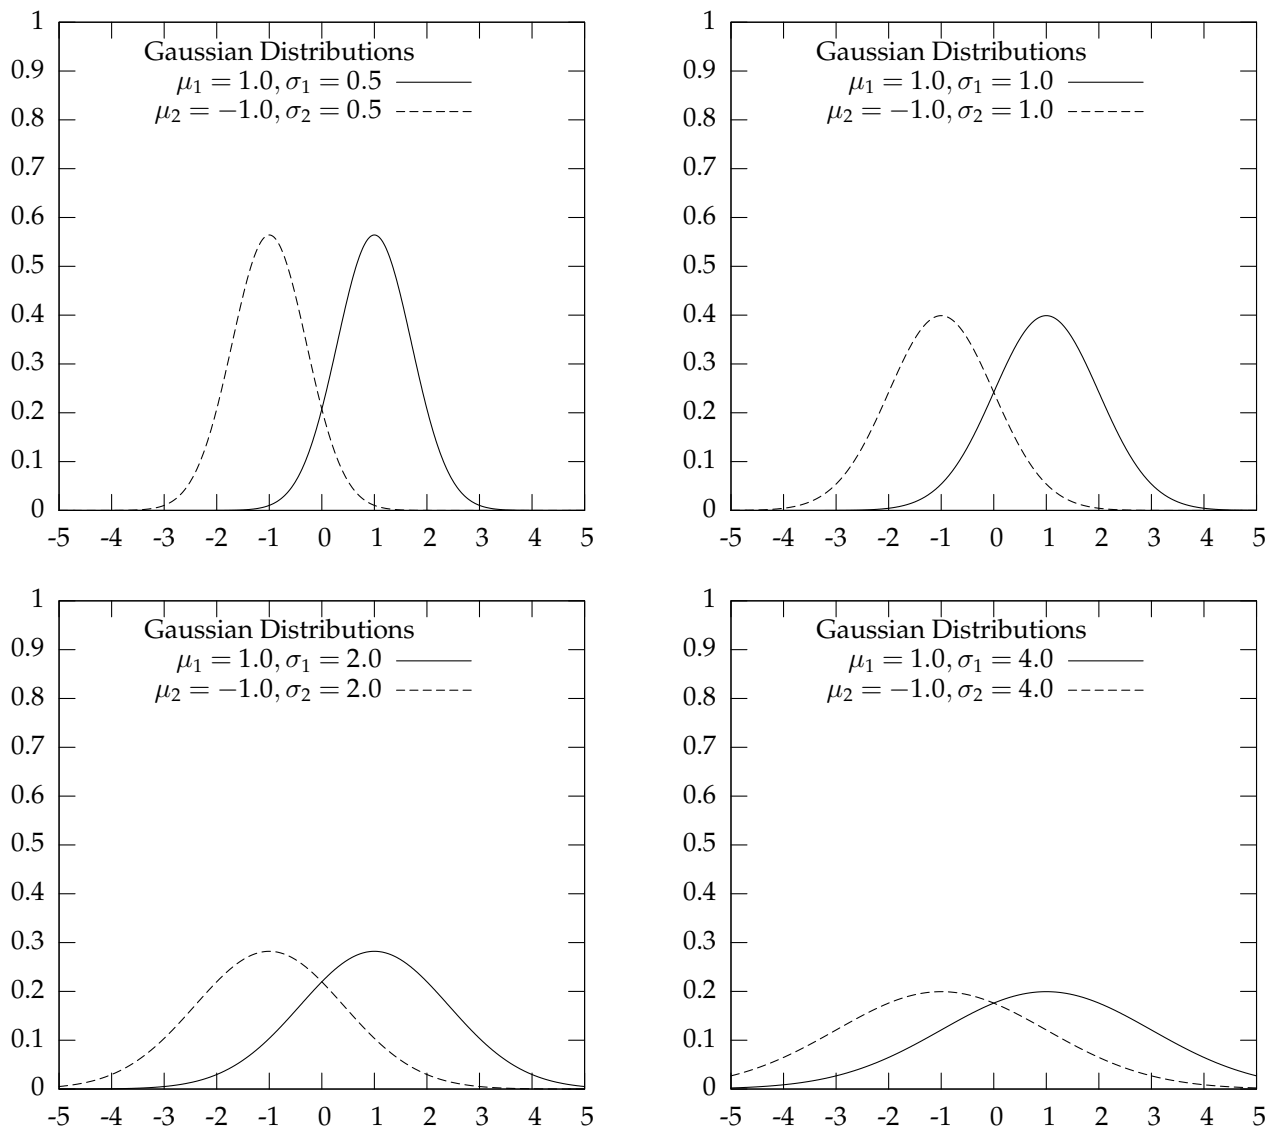 1
0.9
0.8
0.7
0.6
0.5
0.4
0.3
0.2
0.1
0
-5 -4 -3 -2 -1 0 1 2 3 4 5
Gaussian Distributions
μ₁ = 1.0, σ₁ = 0.5
μ₂ = −1.0, σ₂ = 0.5
1
0.9
0.8
0.7
0.6
0.5
0.4
0.3
0.2
0.1
0
-5 -4 -3 -2 -1 0 1 2 3 4 5
Gaussian Distributions
μ₁ = 1.0, σ₁ = 1.0
μ₂ = −1.0, σ₂ = 1.0
1
0.9
0.8
0.7
0.6
0.5
0.4
0.3
0.2
0.1
0
-5 -4 -3 -2 -1 0 1 2 3 4 5
Gaussian Distributions
μ₁ = 1.0, σ₁ = 2.0
μ₂ = −1.0, σ₂ = 2.0
1
0.9
0.8
0.7
0.6
0.5
0.4
0.3
0.2
0.1
0
-5 -4 -3 -2 -1 0 1 2 3 4 5
Gaussian Distributions
μ₁ = 1.0, σ₁ = 4.0
μ₂ = −1.0, σ₂ = 4.0